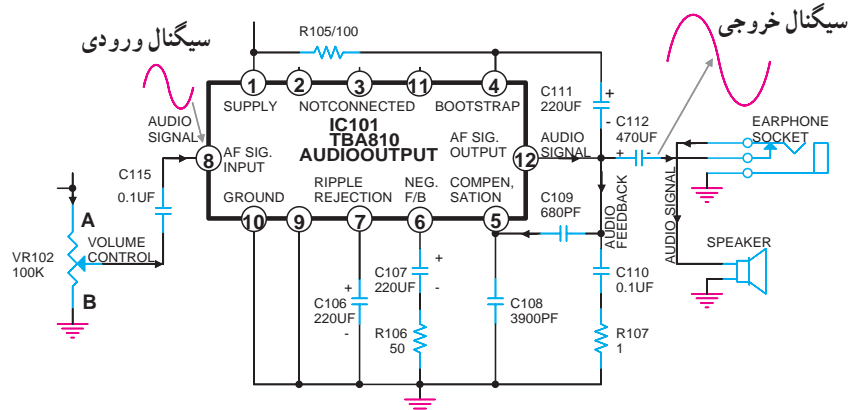 سیگنال ورودی
سیگنال خروجی
R105/100
1
2
3
11
4
SUPPLY
NOTCONNECTED
BOOTSTRAP
C111
220UF
+
-
C112
470UF
+
-
EARPHONE
SOCKET
AUDIO
SIGNAL
8
AF SIG.
INPUT
IC101
TBA810
AUDIOOUTPUT
AF SIG.
OUTPUT
12
AUDIO
SIGNAL
C115
0.1UF
GROUND
RIPPLE
REJECTION
NEG.
F/B
COMPEN,
SATION
10
9
7
6
5
C109
680PF
AUDIO
FEEDBACK
AUDIO SIGNAL
SPEAKER
A
VR102
100K
VOLUME
CONTROL
B
+
C106
220UF
-
C107
220UF
+
-
R106
50
C108
3900PF
C110
0.1UF
R107
1